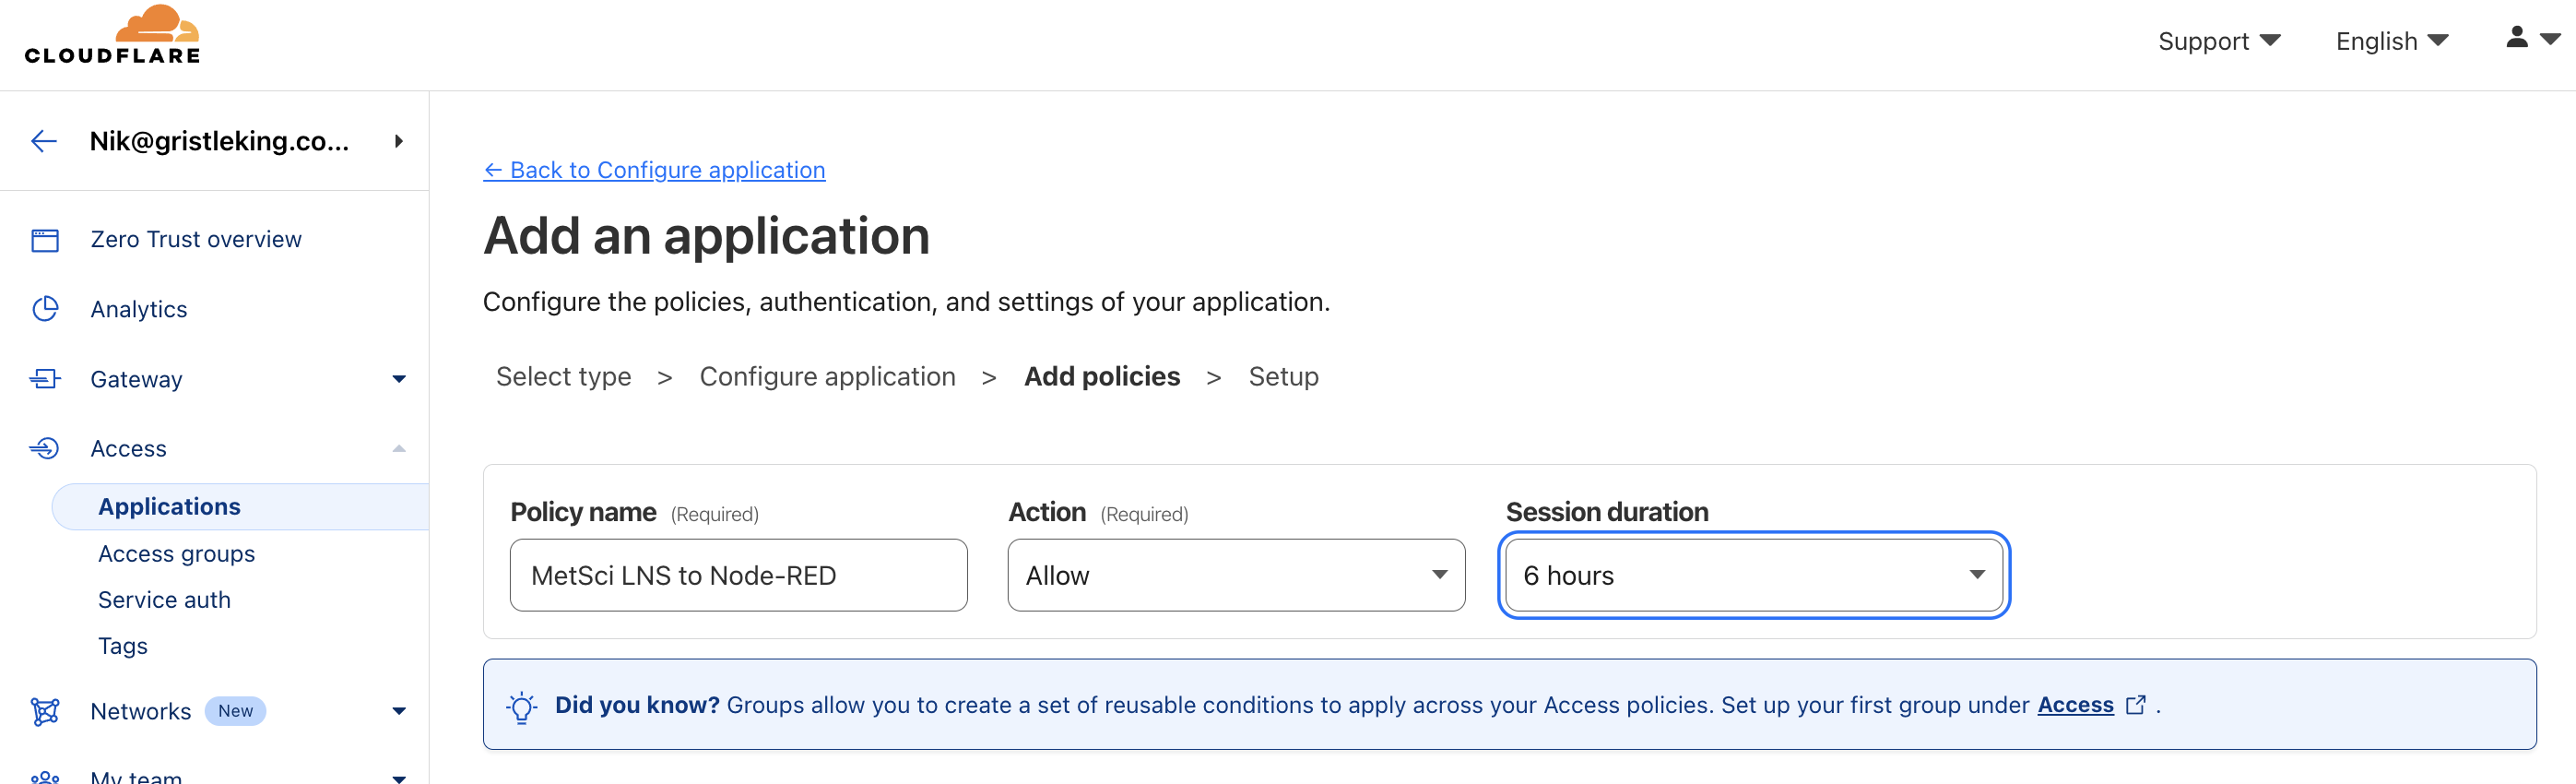 CLOUDFLARE
Support English
Nik@gristleking.co...
Zero Trust overview
Analytics
Gateway
Access
Applications
Access groups
Service auth
Tags
Networks New
My team
← Back to Configure application
Add an application
Configure the policies, authentication, and settings of your application.
Select type > Configure application > Add policies > Setup
Policy name (Required) Action (Required) Session duration
MetSci LNS to Node-RED Allow 6 hours
Did you know? Groups allow you to create a set of reusable conditions to apply across your Access policies. Set up your first group under Access .